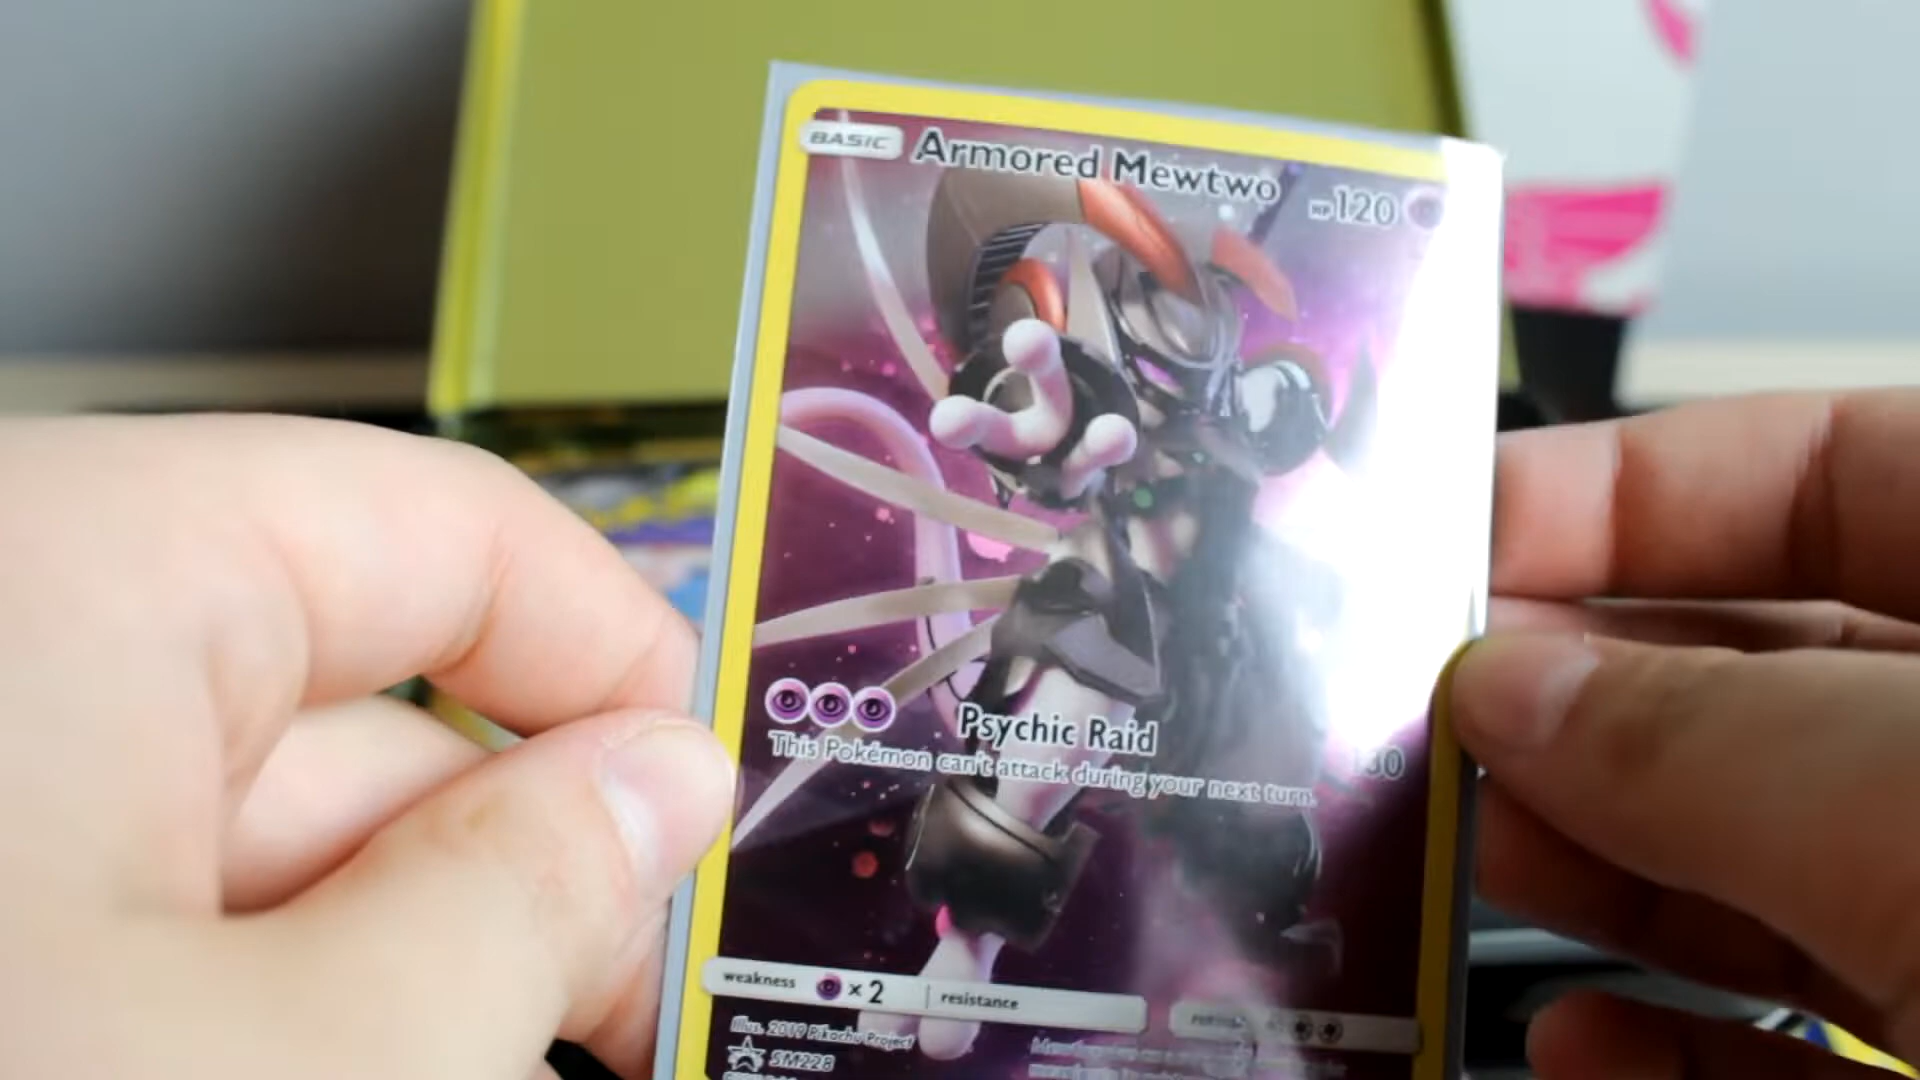 BASIC Armored Mewtwo HP 120
Psychic Raid 130
This Pokémon can't attack during your next turn.
weakness × 2 resistance
Illus. 2019 Pikachu Project
SM228